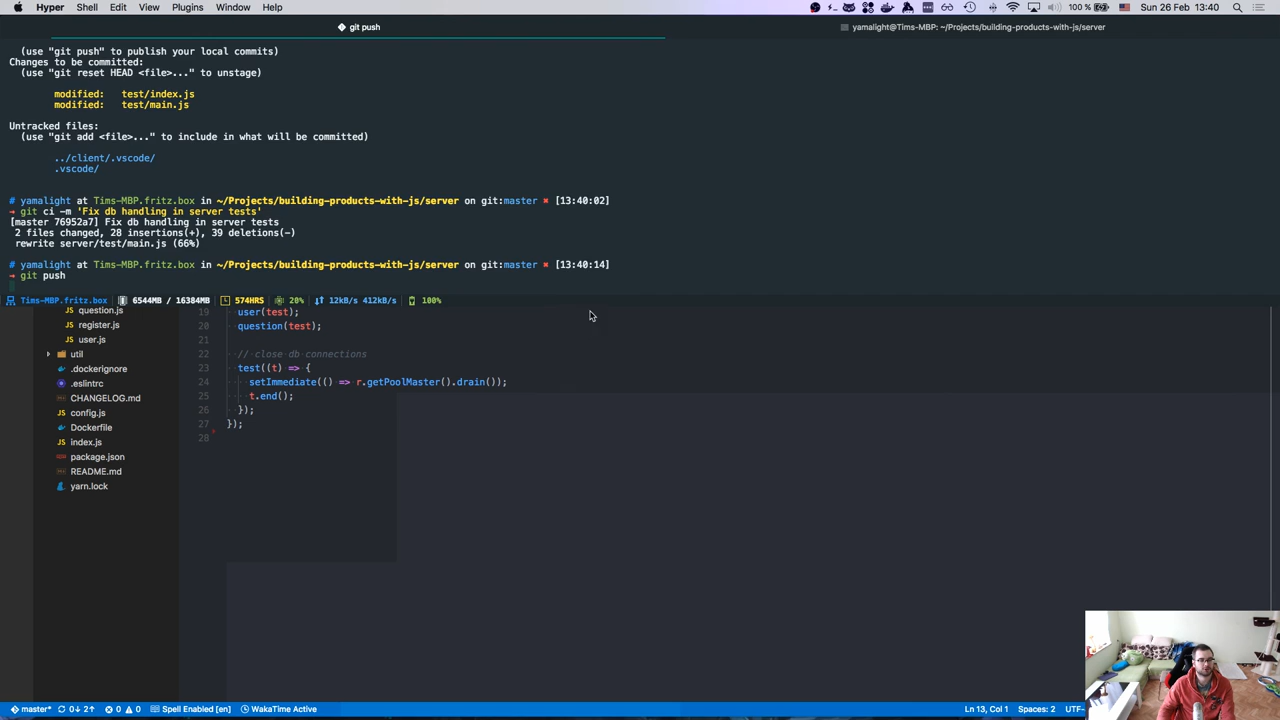 Hyper Shell Edit View Plugins Window Help 100 % Sun 26 Feb 13:40
git push yamalight@Tims-MBP: ~/Projects/building-products-with-js/server
(use "git push" to publish your local commits)
Changes to be committed:
(use "git reset HEAD <file>..." to unstage)
modified: test/index.js
modified: test/main.js
Untracked files:
(use "git add <file>..." to include in what will be committed)
../client/.vscode/
.vscode/
# yamalight at Tims-MBP.fritz.box in ~/Projects/building-products-with-js/server on git:master ✖ [13:40:02]
→ git ci -m 'Fix db handling in server tests'
[master 76952a7] Fix db handling in server tests
2 files changed, 28 insertions(+), 39 deletions(-)
rewrite server/test/main.js (66%)
# yamalight at Tims-MBP.fritz.box in ~/Projects/building-products-with-js/server on git:master ✖ [13:40:14]
→ git push
Tims-MBP.fritz.box 6544MB / 16384MB 574HRS 20% 12kB/s 412kB/s 100%
question.js
register.js
user.js
util
.dockerignore
.eslintrc
CHANGELOG.md
config.js
Dockerfile
index.js
package.json
README.md
yarn.lock
19 user(test);
20 question(test);
21
22 // close db connections
23 test((t) => {
24 setImmediate(() => r.getPoolMaster().drain());
25 t.end();
26 });
27 });
28
master* 0↓ 2↑ 0 0 Spell Enabled [en] WakaTime Active Ln 13, Col 1 Spaces: 2 UTF-